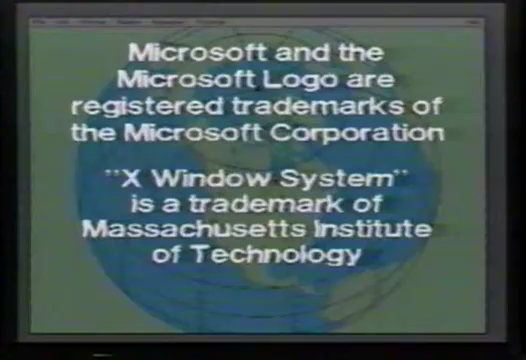 Microsoft and the
Microsoft Logo are
registered trademarks of
the Microsoft Corporation
"X Window System"
is a trademark of
Massachusetts Institute
of Technology